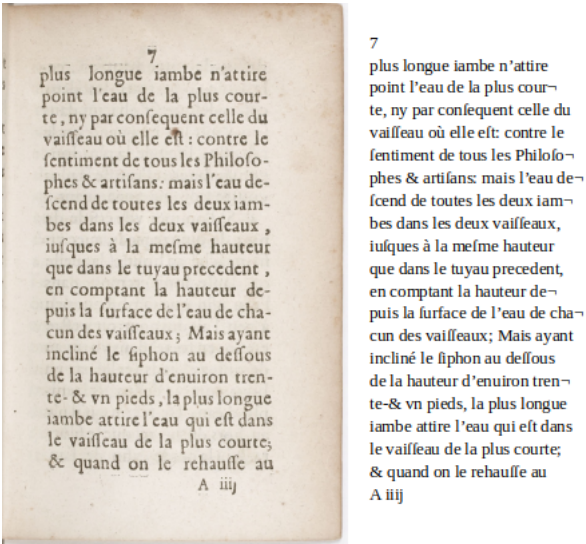 7
plus longue iambe n'attire
point l'eau de la plus cour-
te, ny par conſequent celle du
vaiſſeau où elle eſt : contre le
ſentiment de tous les Philoſo-
phes & artiſans: mais l'eau de-
ſcend de toutes les deux iam-
bes dans les deux vaiſſeaux ,
iuſques à la meſme hauteur
que dans le tuyau precedent ,
en comptant la hauteur de-
puis la ſurface de l'eau de cha-
cun des vaiſſeaux ; Mais ayant
incliné le ſiphon au deſſous
de la hauteur d'enuiron tren-
te- & vn pieds , la plus longue
iambe attire l'eau qui eſt dans
le vaiſſeau de la plus courte;
& quand on le rehauſſe au
A iiij
7
plus longue iambe n’attire
point l’eau de la plus cour¬
te, ny par conſequent celle du
vaiſſeau où elle eſt: contre le
ſentiment de tous les Philoſo¬
phes & artiſans: mais l’eau de¬
ſcend de toutes les deux iam¬
bes dans les deux vaiſſeaux,
iuſques à la meſme hauteur
que dans le tuyau precedent,
en comptant la hauteur de¬
puis la ſurface de l’eau de cha¬
cun des vaiſſeaux; Mais ayant
incliné le ſiphon au deſſous
de la hauteur d’enuiron tren¬
te-& vn pieds, la plus longue
iambe attire l’eau qui eſt dans
le vaiſſeau de la plus courte;
& quand on le rehauſſe au
A iiij